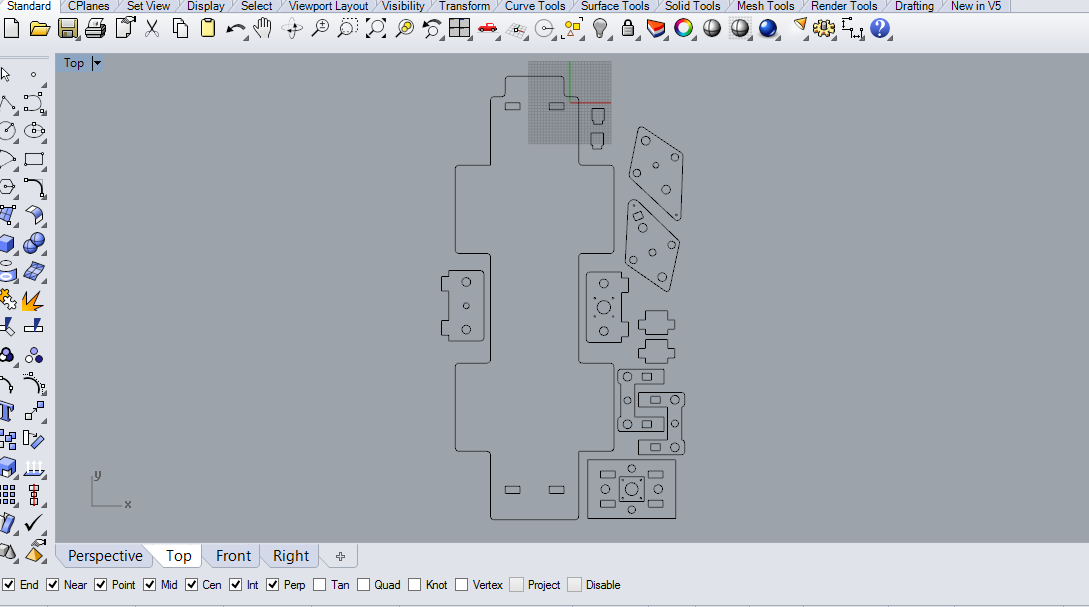 Standard CPlanes Set View Display Select Viewport Layout Visibility Transform Curve Tools Surface Tools Solid Tools Mesh Tools Render Tools Drafting New in V5
Top
y
x
Perspective Top Front Right
End Near Point Mid Cen Int Perp Tan Quad Knot Vertex Project Disable